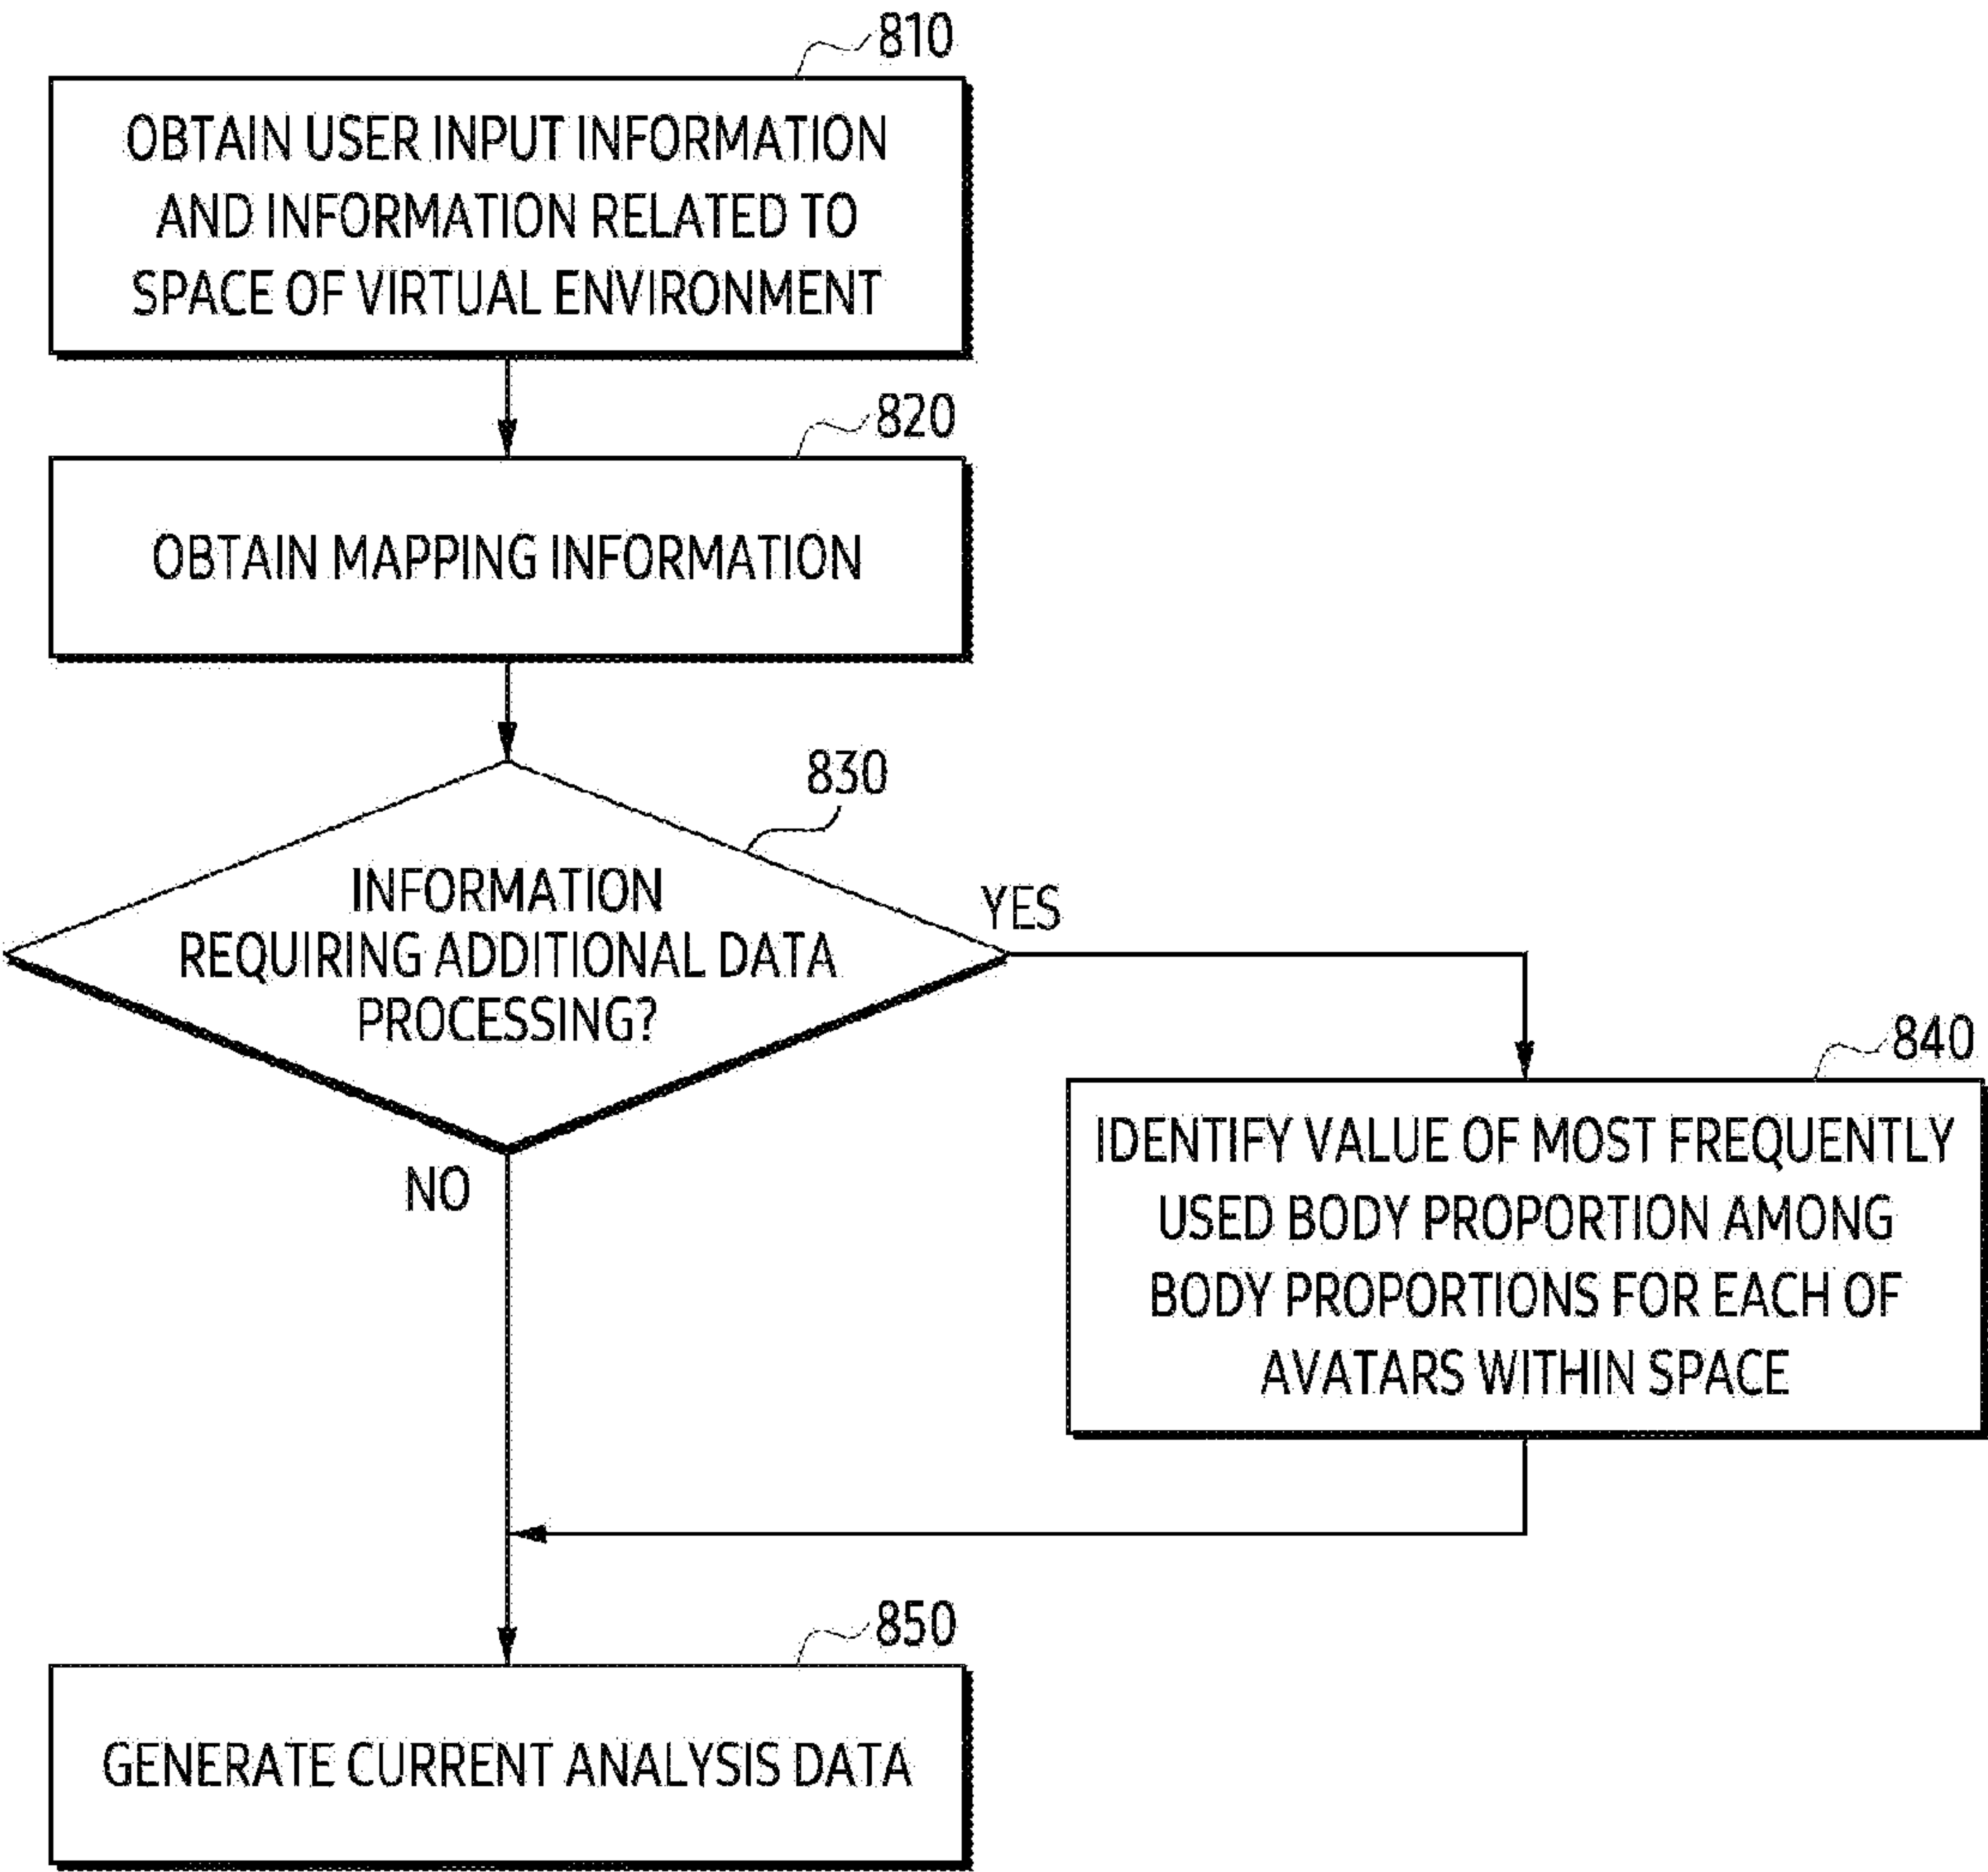 810
OBTAIN USER INPUT INFORMATION
AND INFORMATION RELATED TO
SPACE OF VIRTUAL ENVIRONMENT
820
OBTAIN MAPPING INFORMATION
830
INFORMATION
REQUIRING ADDITIONAL DATA
PROCESSING?
YES
NO
840
IDENTIFY VALUE OF MOST FREQUENTLY
USED BODY PROPORTION AMONG
BODY PROPORTIONS FOR EACH OF
AVATARS WITHIN SPACE
850
GENERATE CURRENT ANALYSIS DATA